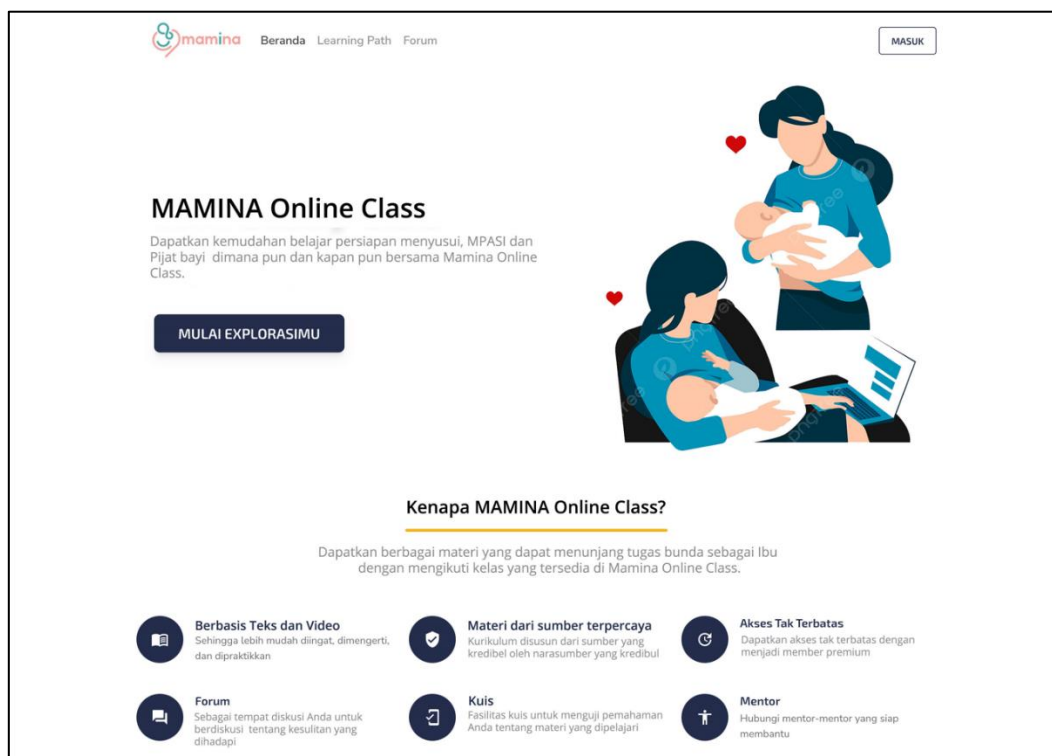 mamina Beranda Learning Path Forum MASUK
MAMINA Online Class
Dapatkan kemudahan belajar persiapan menyusui, MPASI dan
Pijat bayi dimana pun dan kapan pun bersama Mamina Online
Class.
MULAI EXPLORASIMU
Kenapa MAMINA Online Class?
Dapatkan berbagai materi yang dapat menunjang tugas bunda sebagai Ibu
dengan mengikuti kelas yang tersedia di Mamina Online Class.
Berbasis Teks dan Video
Sehingga lebih mudah diingat, dimengerti,
dan dipraktikkan
Materi dari sumber terpercaya
Kurikulum disusun dari sumber yang
kredibel oleh narasumber yang kredibul
Akses Tak Terbatas
Dapatkan akses tak terbatas dengan
menjadi member premium
Forum
Sebagai tempat diskusi Anda untuk
berdiskusi tentang kesulitan yang
dihadapi
Kuis
Fasilitas kuis untuk menguji pemahaman
Anda tentang materi yang dipelajari
Mentor
Hubungi mentor-mentor yang siap
membantu